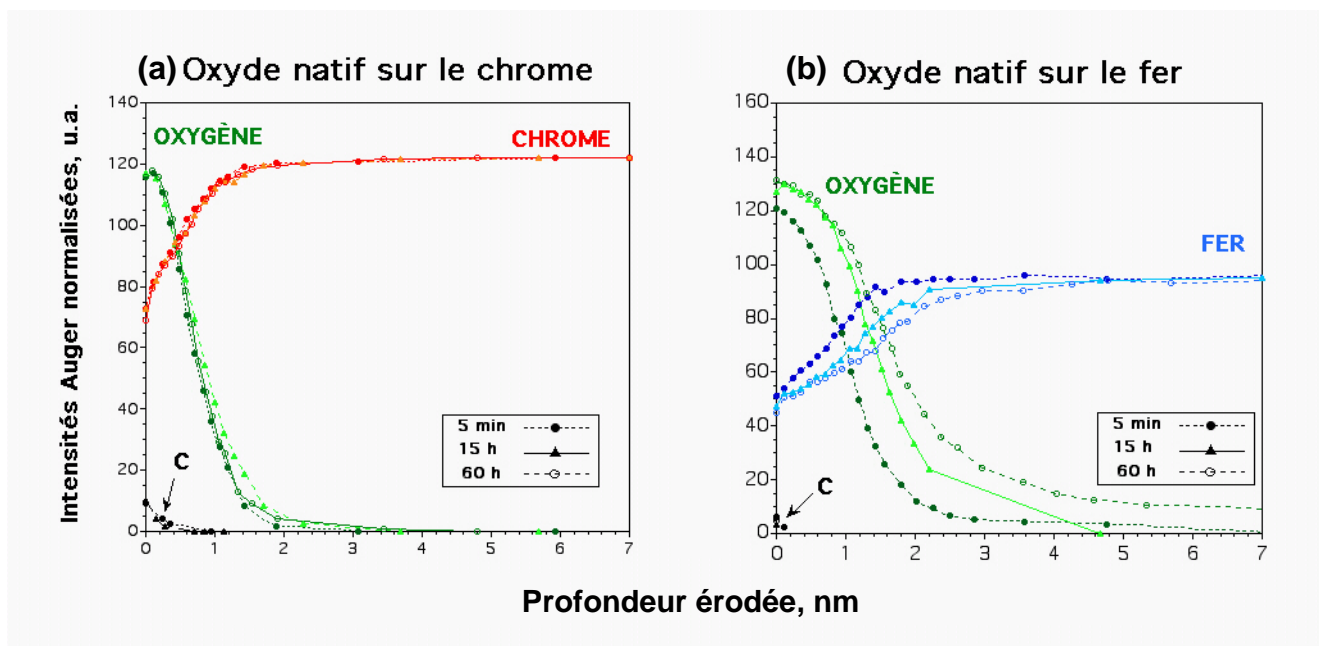 (a) Oxyde natif sur le chrome
(b) Oxyde natif sur le fer
Intensités Auger normalisées, u.a.
140
120
100
80
60
40
20
0
OXYGÈNE
CHROME
5 min
15 h
60 h
C
0 1 2 3 4 5 6 7
160
140
120
100
80
60
40
20
0
OXYGÈNE
FER
5 min
15 h
60 h
C
0 1 2 3 4 5 6 7
Profondeur érodée, nm